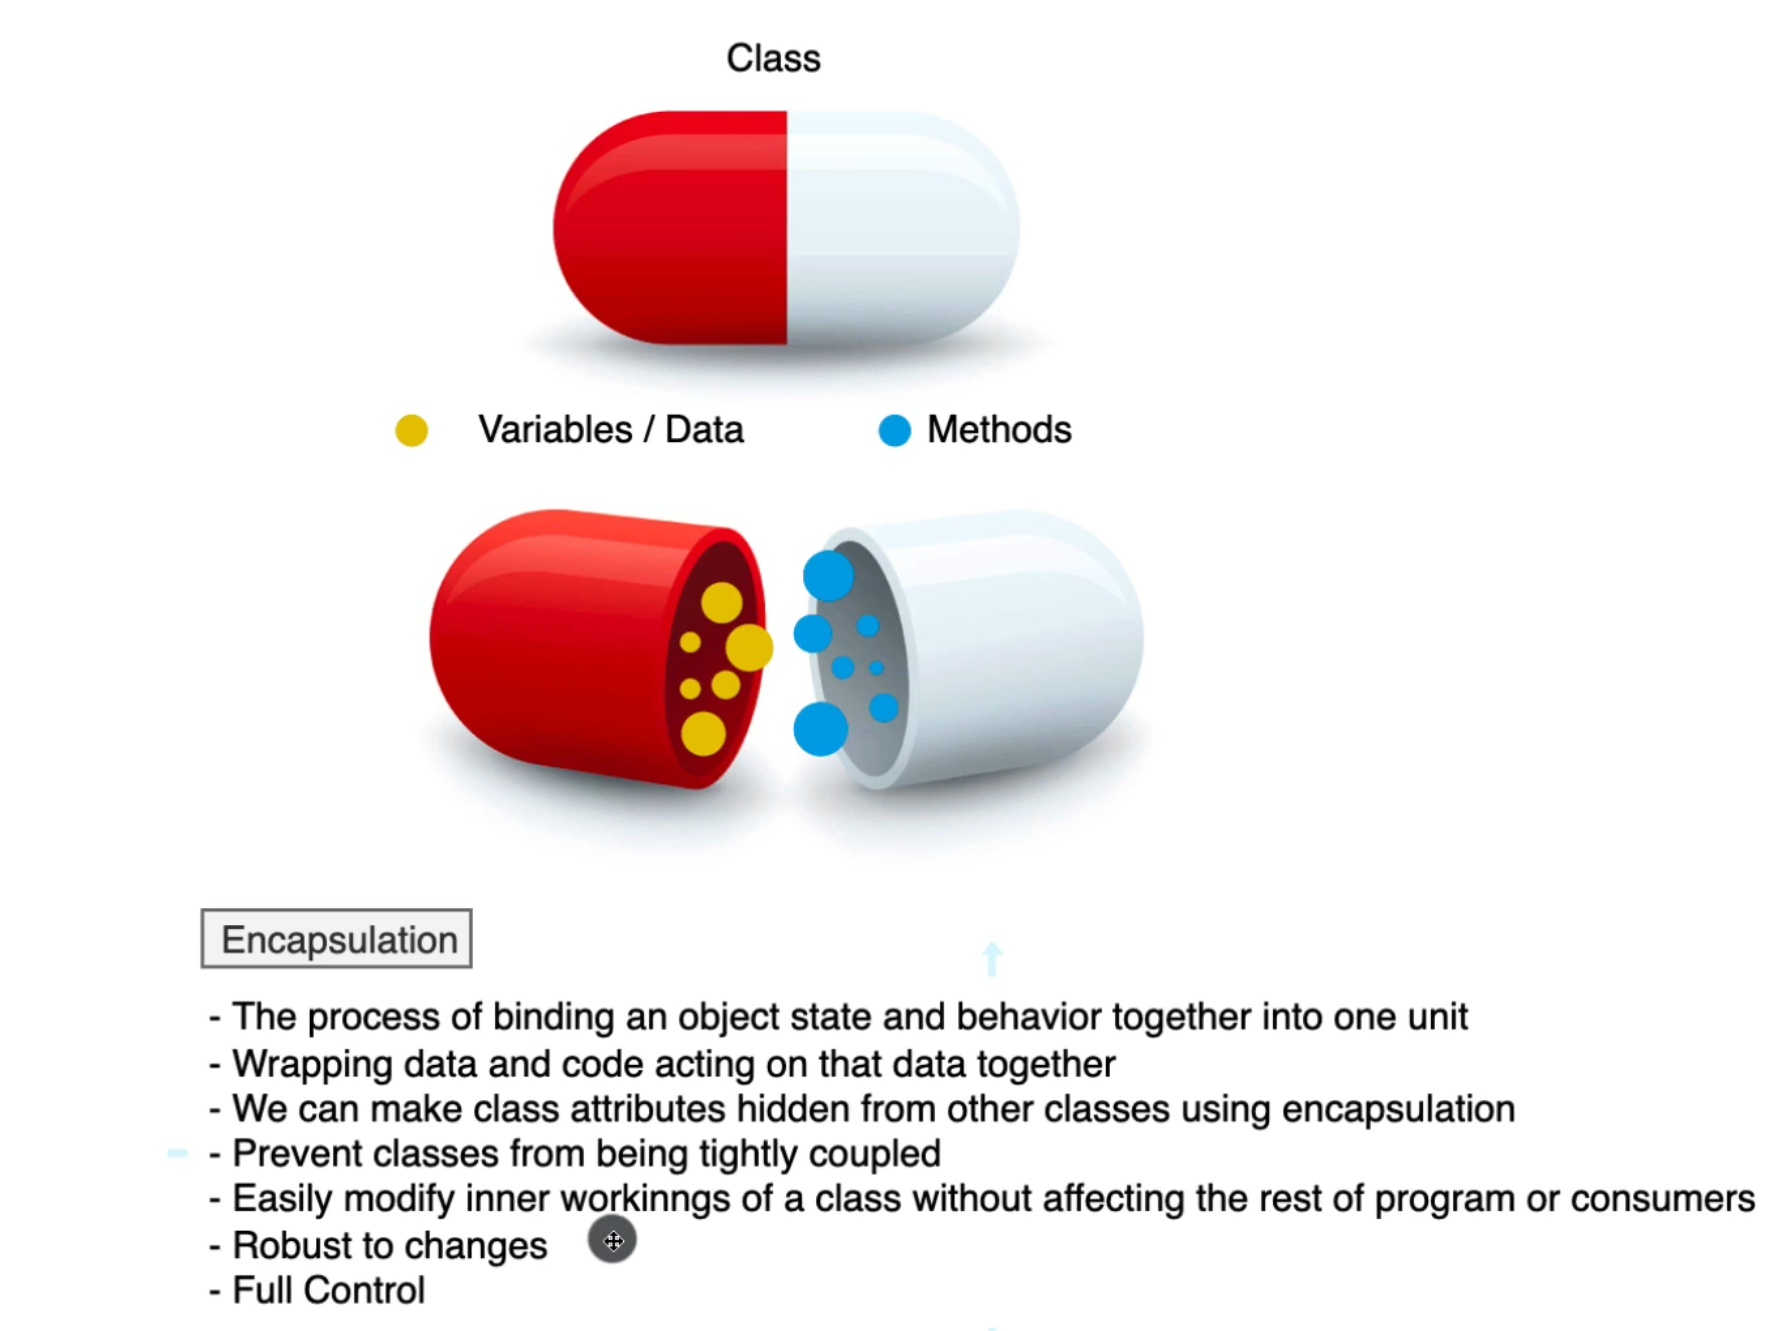 Class
Variables / Data
Methods
Encapsulation
- The process of binding an object state and behavior together into one unit
- Wrapping data and code acting on that data together
- We can make class attributes hidden from other classes using encapsulation
- Prevent classes from being tightly coupled
- Easily modify inner workinngs of a class without affecting the rest of program or consumers
- Robust to changes
- Full Control